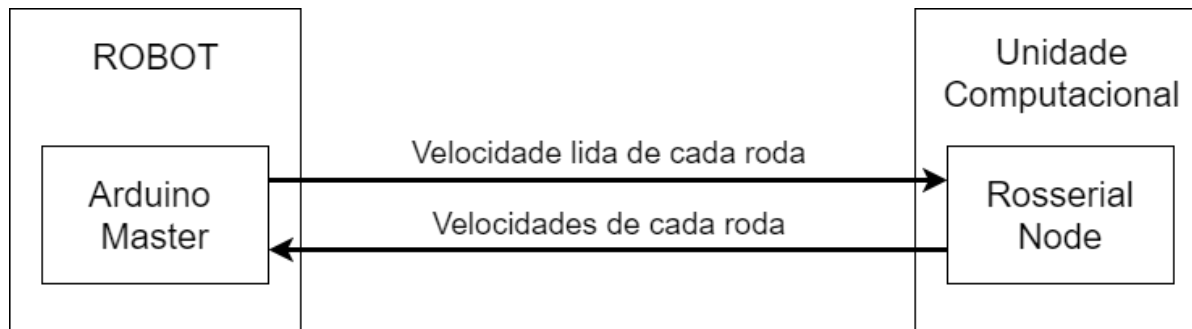 ROBOT
Arduino
Master
Velocidade lida de cada roda
Velocidades de cada roda
Unidade
Computacional
Rosserial
Node